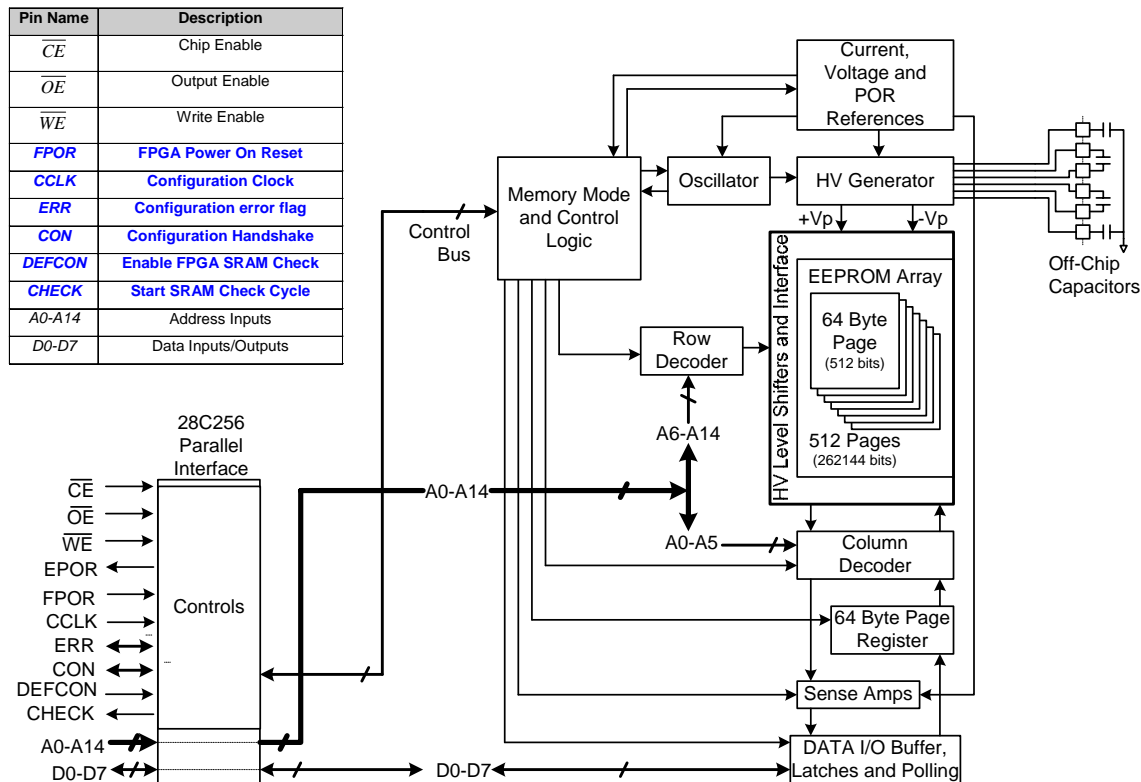 Pin Name Description
CE Chip Enable
OE Output Enable
WE Write Enable
FPOR FPGA Power On Reset
CCLK Configuration Clock
ERR Configuration error flag
CON Configuration Handshake
DEFCON Enable FPGA SRAM Check
CHECK Start SRAM Check Cycle
A0-A14 Address Inputs
D0-D7 Data Inputs/Outputs
Current,
Voltage and
POR
References
Memory Mode
and Control
Logic
Oscillator
HV Generator
+Vp
-Vp
Control
Bus
Off-Chip
Capacitors
HV Level Shifters and Interface
EEPROM Array
64 Byte
Page
(512 bits)
512 Pages
(262144 bits)
Row
Decoder
A6-A14
A0-A14
A0-A5
Column
Decoder
64 Byte Page
Register
Sense Amps
DATA I/O Buffer,
Latches and Polling
28C256
Parallel
Interface
Controls
CE
OE
WE
EPOR
FPOR
CCLK
ERR
CON
DEFCON
CHECK
A0-A14
D0-D7
D0-D7